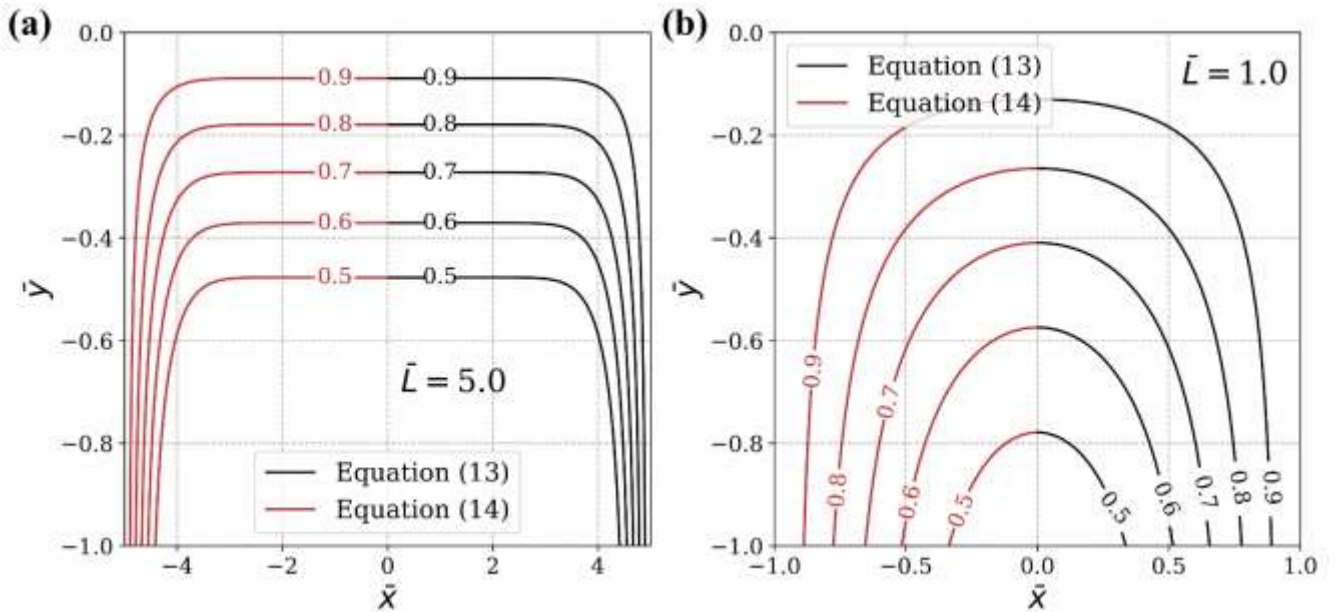 (a)
0.0
−0.2
−0.4
−0.6
−0.8
−1.0
ȳ
0.9 0.9
0.8 0.8
0.7 0.7
0.6 0.6
0.5 0.5
L̄ = 5.0
Equation (13)
Equation (14)
−4 −2 0 2 4
x̄
(b)
0.0
−0.2
−0.4
−0.6
−0.8
−1.0
ȳ
Equation (13)
Equation (14)
L̄ = 1.0
0.9
0.8
0.7
0.6
0.5
0.5
0.6
0.7
0.8
0.9
−1.0 −0.5 0.0 0.5 1.0
x̄